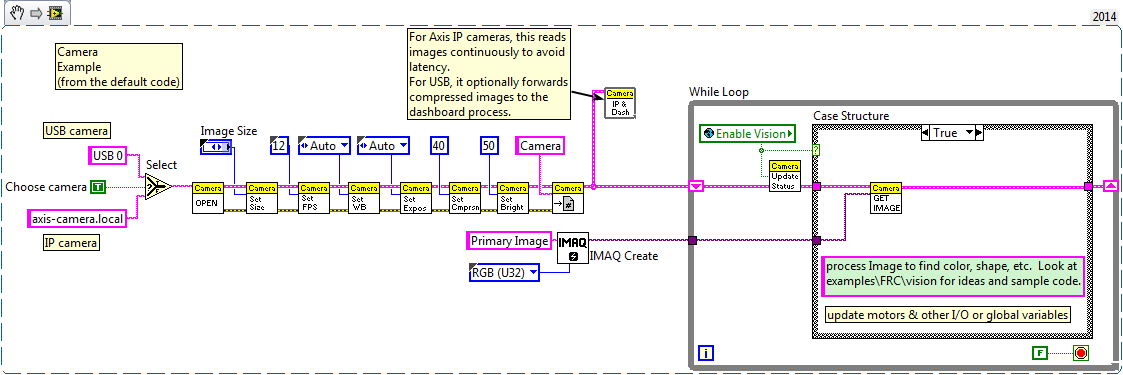 2014
Camera
Example
(from the default code)
For Axis IP cameras, this reads
images continuously to avoid
latency.
For USB, it optionally forwards
compressed images to the
dashboard process.
Camera
IP &
Dash
While Loop
Case Structure
True
Enable Vision
?
USB camera
USB 0
Select
?
Choose camera
T
axis-camera.local
IP camera
Image Size
12
Auto
Auto
40
50
Camera
Camera
OPEN
Camera
Set
Size
Camera
Set
FPS
Camera
Set
WB
Camera
Set
Expos
Camera
Set
Cmprsn
Camera
Set
Bright
Camera
#
Camera
Update
Status
Camera
GET
IMAGE
Primary Image
IMAQ
IMAQ Create
RGB (U32)
process Image to find color, shape, etc. Look at
examples\FRC\vision for ideas and sample code.
update motors & other I/O or global variables
i
F